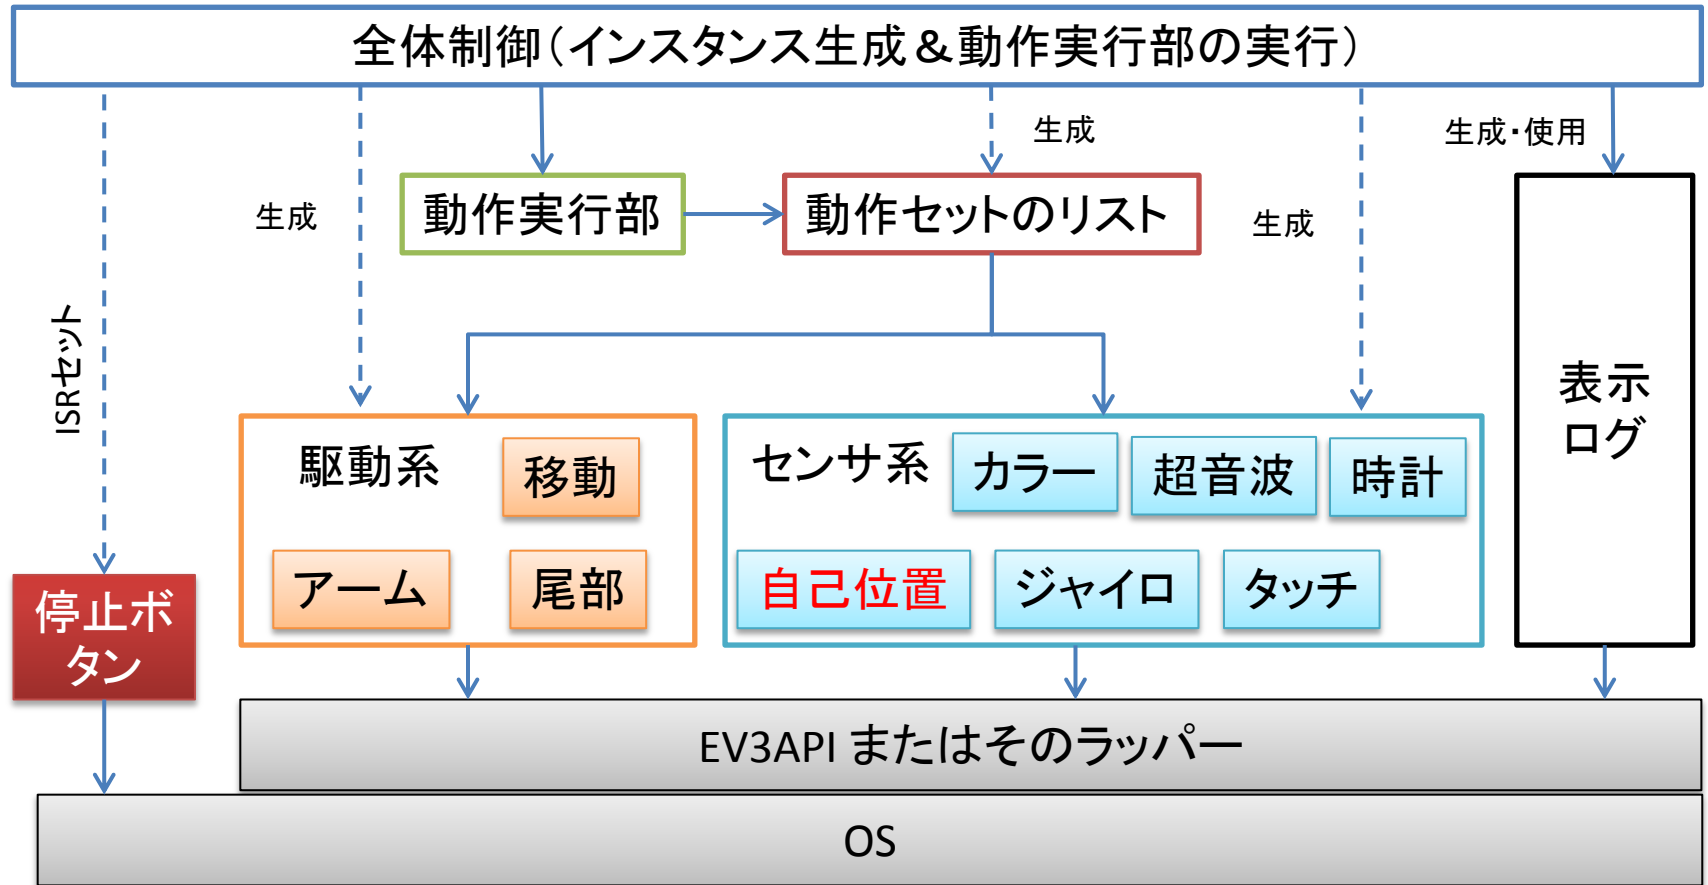 全体制御(インスタンス生成＆動作実行部の実行)
生成
生成・使用
動作実行部
動作セットのリスト
生成
生成
ISRセット
表示
ログ
駆動系
移動
センサ系
カラー
超音波
時計
アーム
尾部
自己位置
ジャイロ
タッチ
停止ボ
タン
EV3API またはそのラッパー
OS